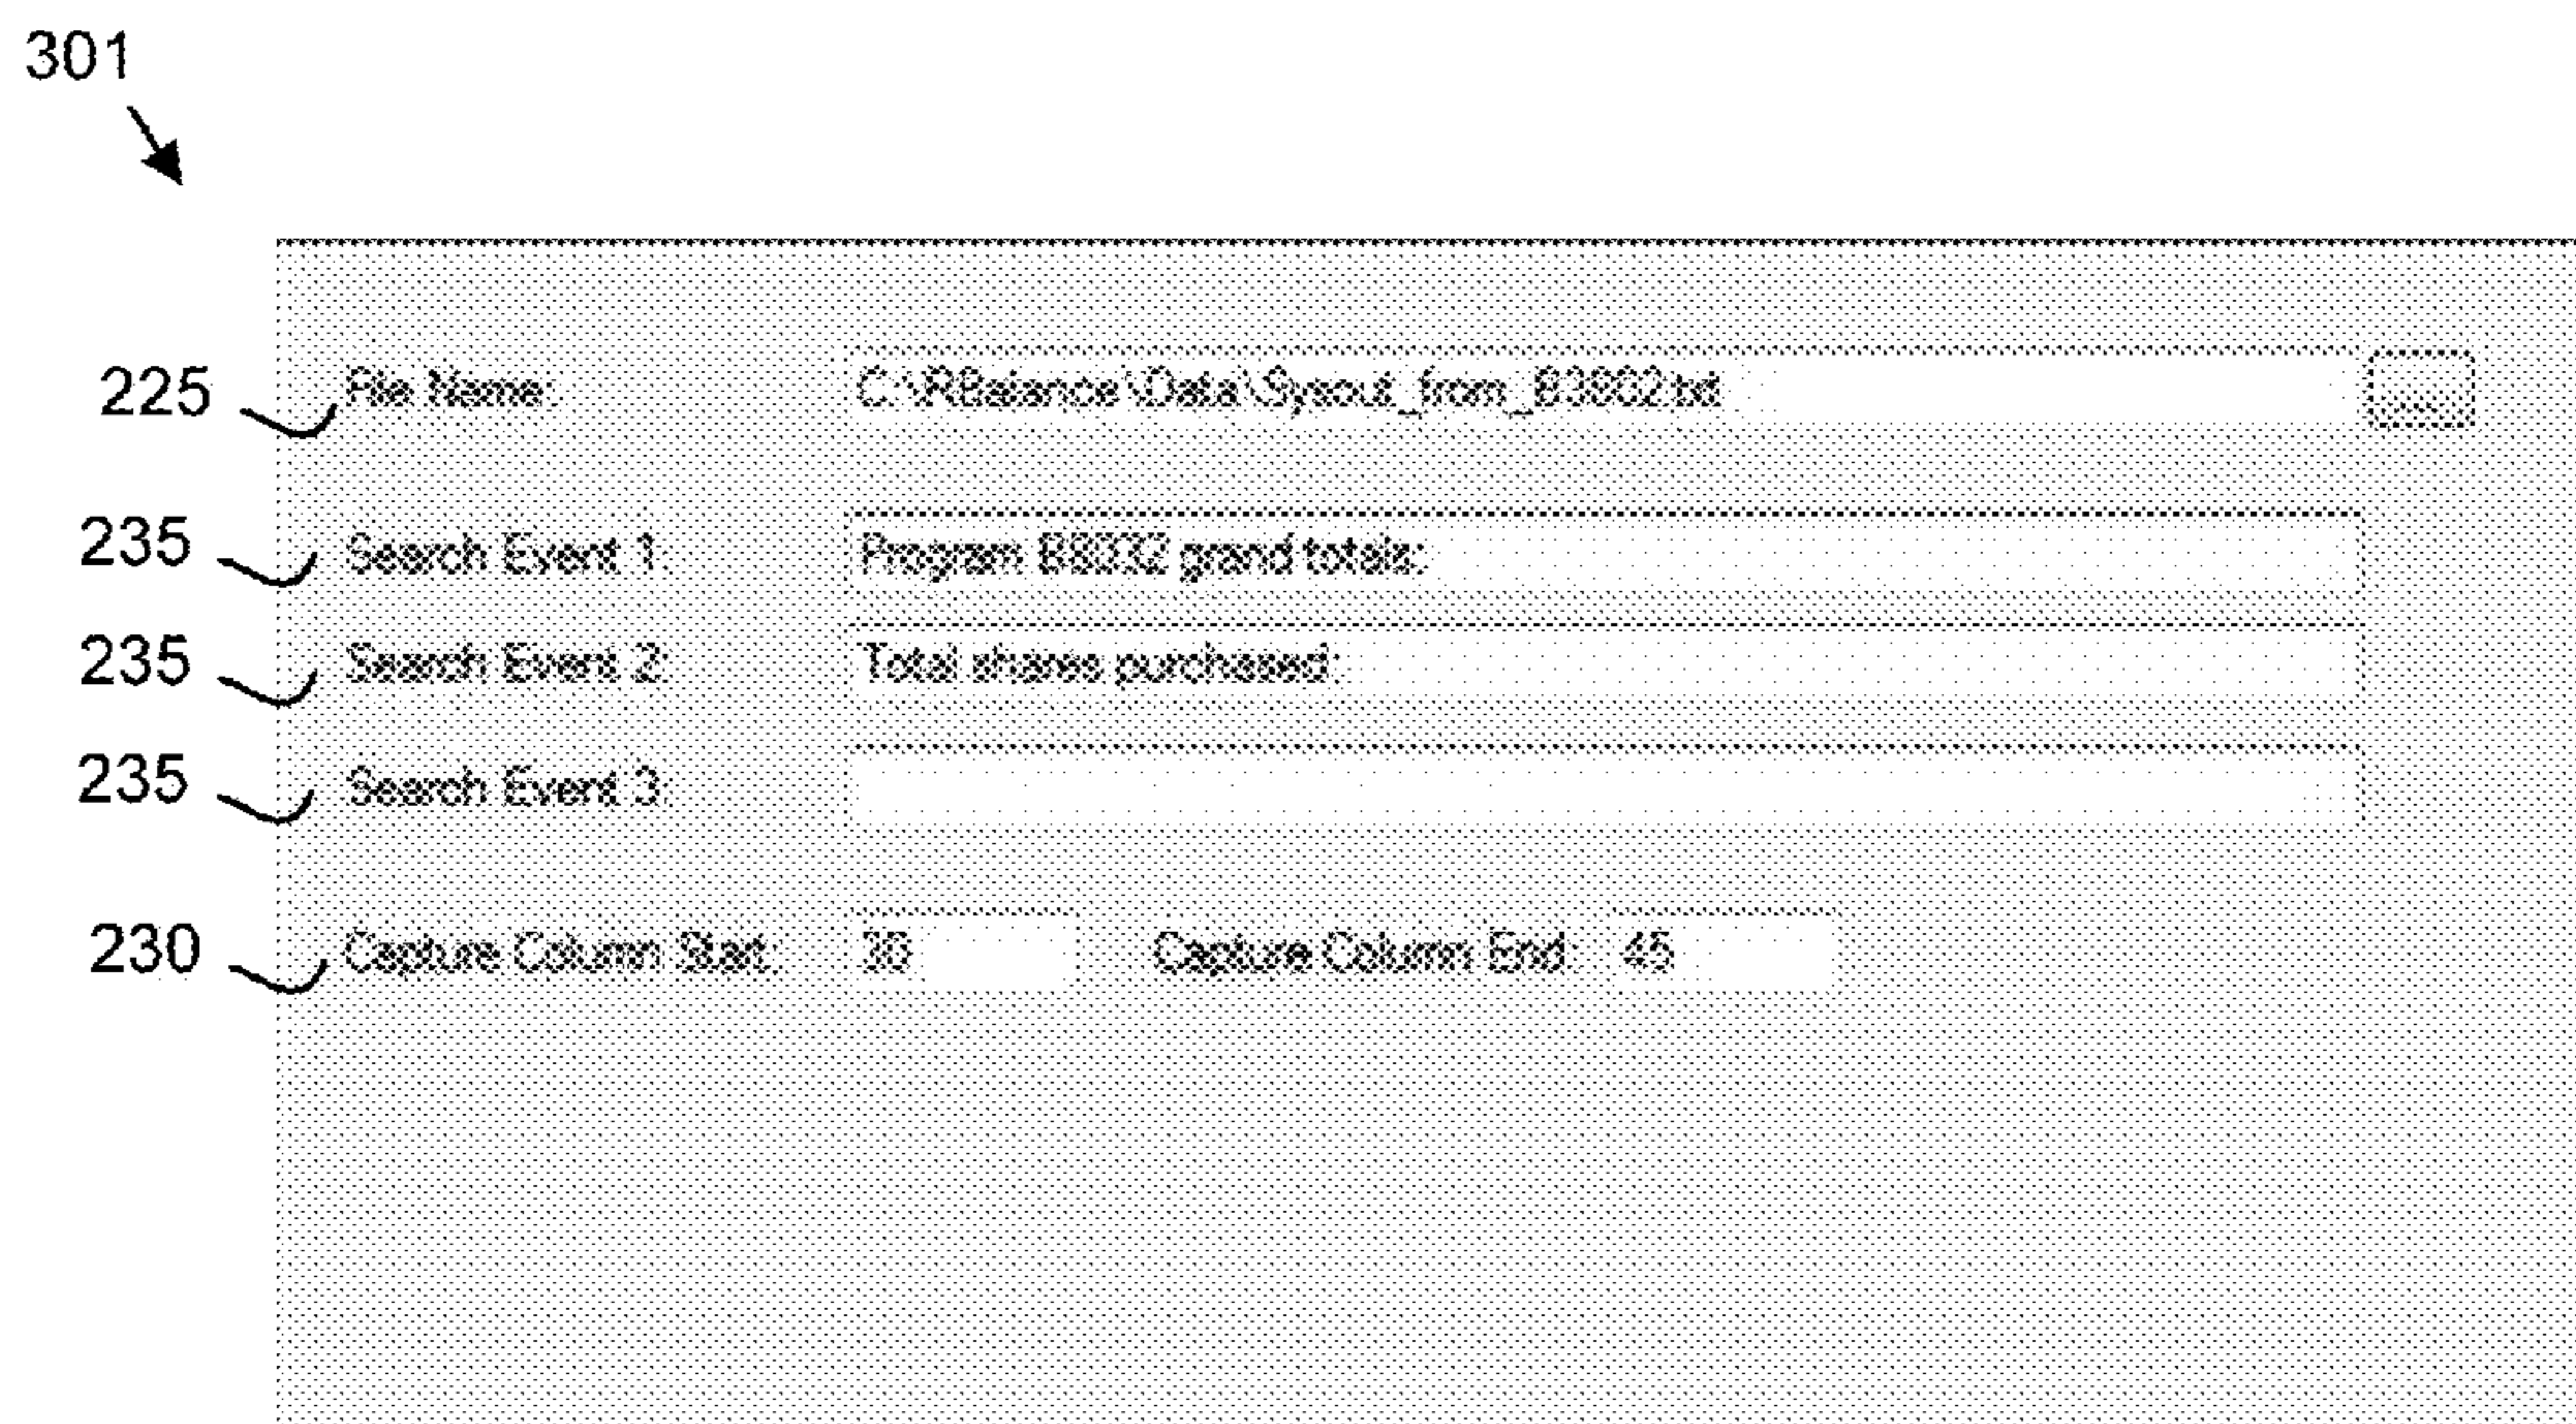 301
225 File Name: C:\RBalance\Data\Sysout_from_B3802.txt ...
235 Search Event 1: Program B8032 grand totals:
235 Search Event 2: Total shares purchased:
235 Search Event 3:
230 Capture Column Start: 30 Capture Column End: 45